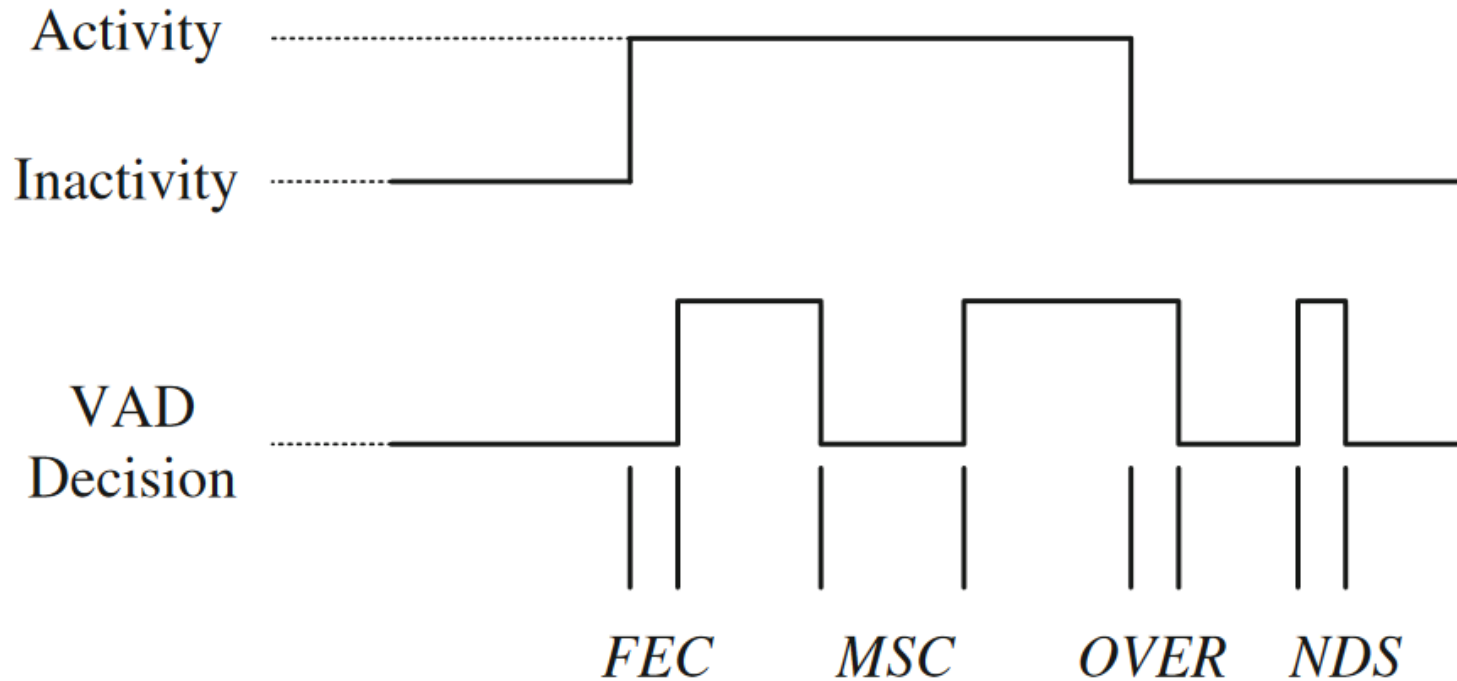 Activity
Inactivity
VAD
Decision
FEC MSC OVER NDS